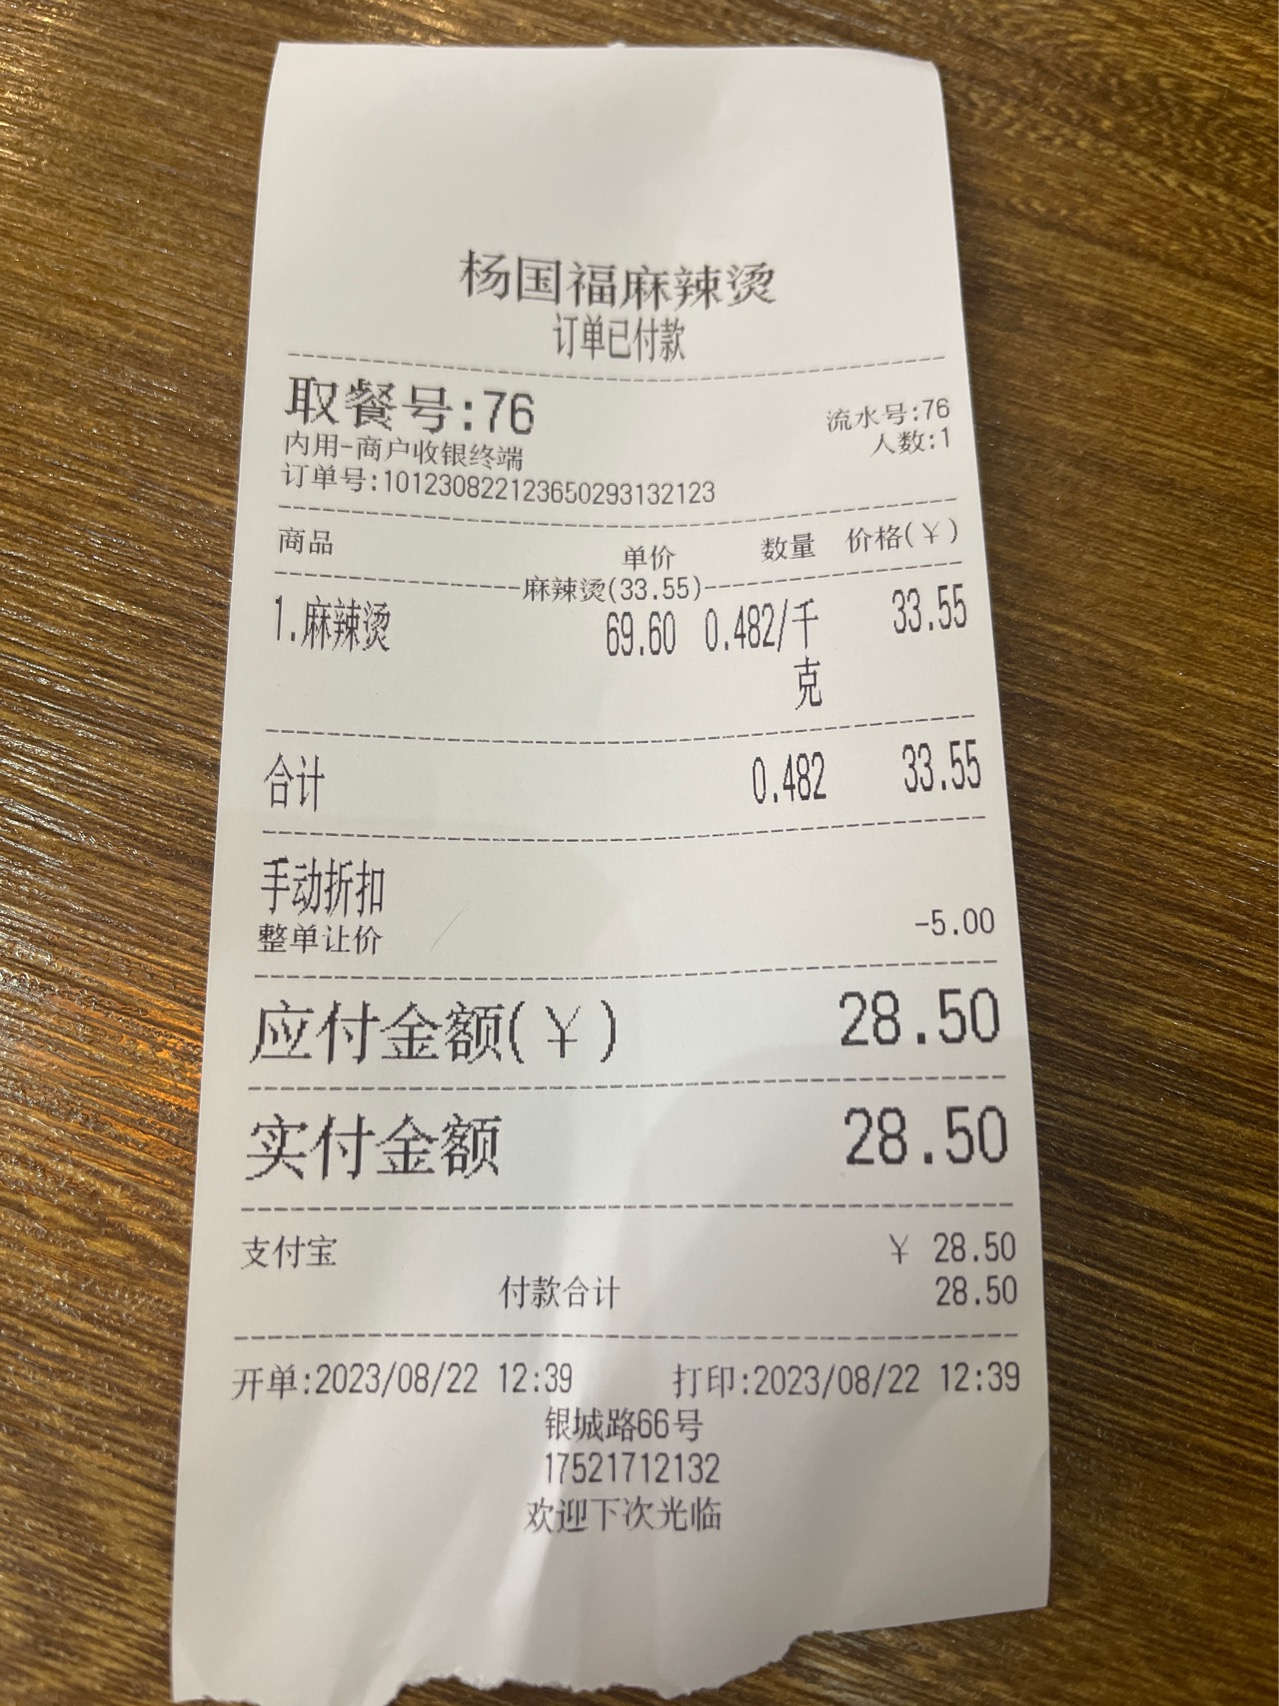 杨国福麻辣烫
订单已付款
取餐号:76
流水号:76
内用-商户收银终端
人数:1
订单号:101230822123650293132123
商品 单价 数量 价格(¥)
麻辣烫(33.55)
1.麻辣烫 69.60 0.482/千克 33.55
合计 0.482 33.55
手动折扣
整单让价 -5.00
应付金额(¥) 28.50
实付金额 28.50
支付宝 ¥ 28.50
付款合计 28.50
开单:2023/08/22 12:39 打印:2023/08/22 12:39
银城路66号
17521712132
欢迎下次光临